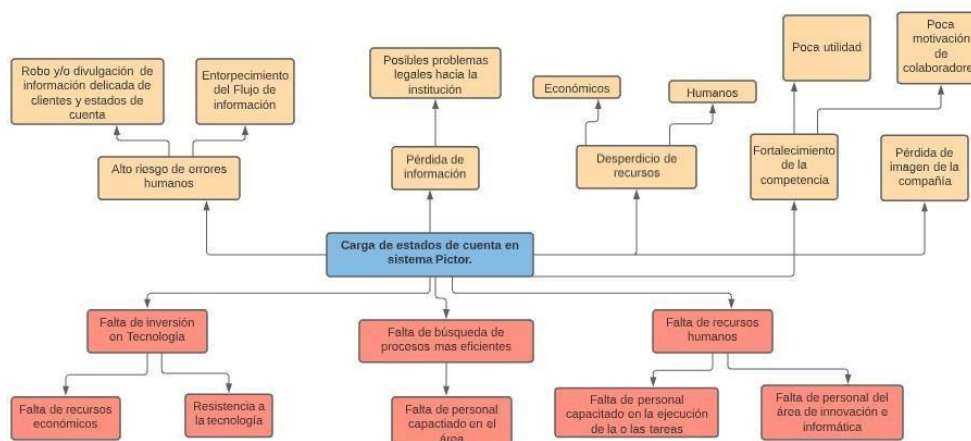 Poca
motivación
de
colaboradore
Poca utilidad
Posibles problemas
legales hacia la
institución
Robo y/o divulgación de
información delicada de
clientes y estados de
cuenta
Entorpecimiento
del Flujo de
información
Económicos
Humanos
Alto riesgo de errores
humanos
Pérdida de
información
Desperdicio de
recursos
Fortalecimiento
de la
competencia
Pérdida de
imagen de la
compañía
Carga de estados de cuenta en
sistema Pictor.
Falta de inversión
en Tecnología
Falta de búsqueda de
procesos mas eficientes
Falta de recursos
humanos
Falta de recursos
económicos
Resistencia a
la tecnología
Falta de personal
capactiado en el
área
Falta de personal
capacitado en la ejecución
de la o las tareas
Falta de personal del
área de innovación e
informática